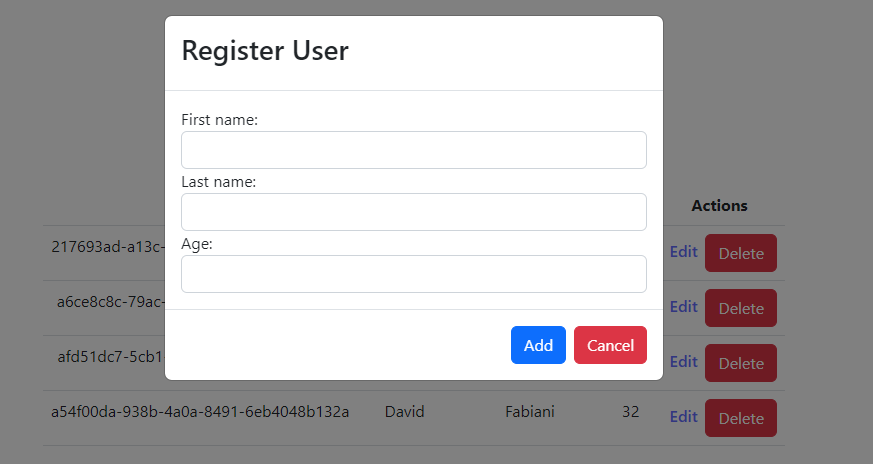 Register User
First name:
Last name:
Age:
Add Cancel
Actions
217693ad-a13c- Edit Delete
a6ce8c8c-79ac- Edit Delete
afd51dc7-5cb1 Edit Delete
a54f00da-938b-4a0a-8491-6eb4048b132a David Fabiani 32 Edit Delete